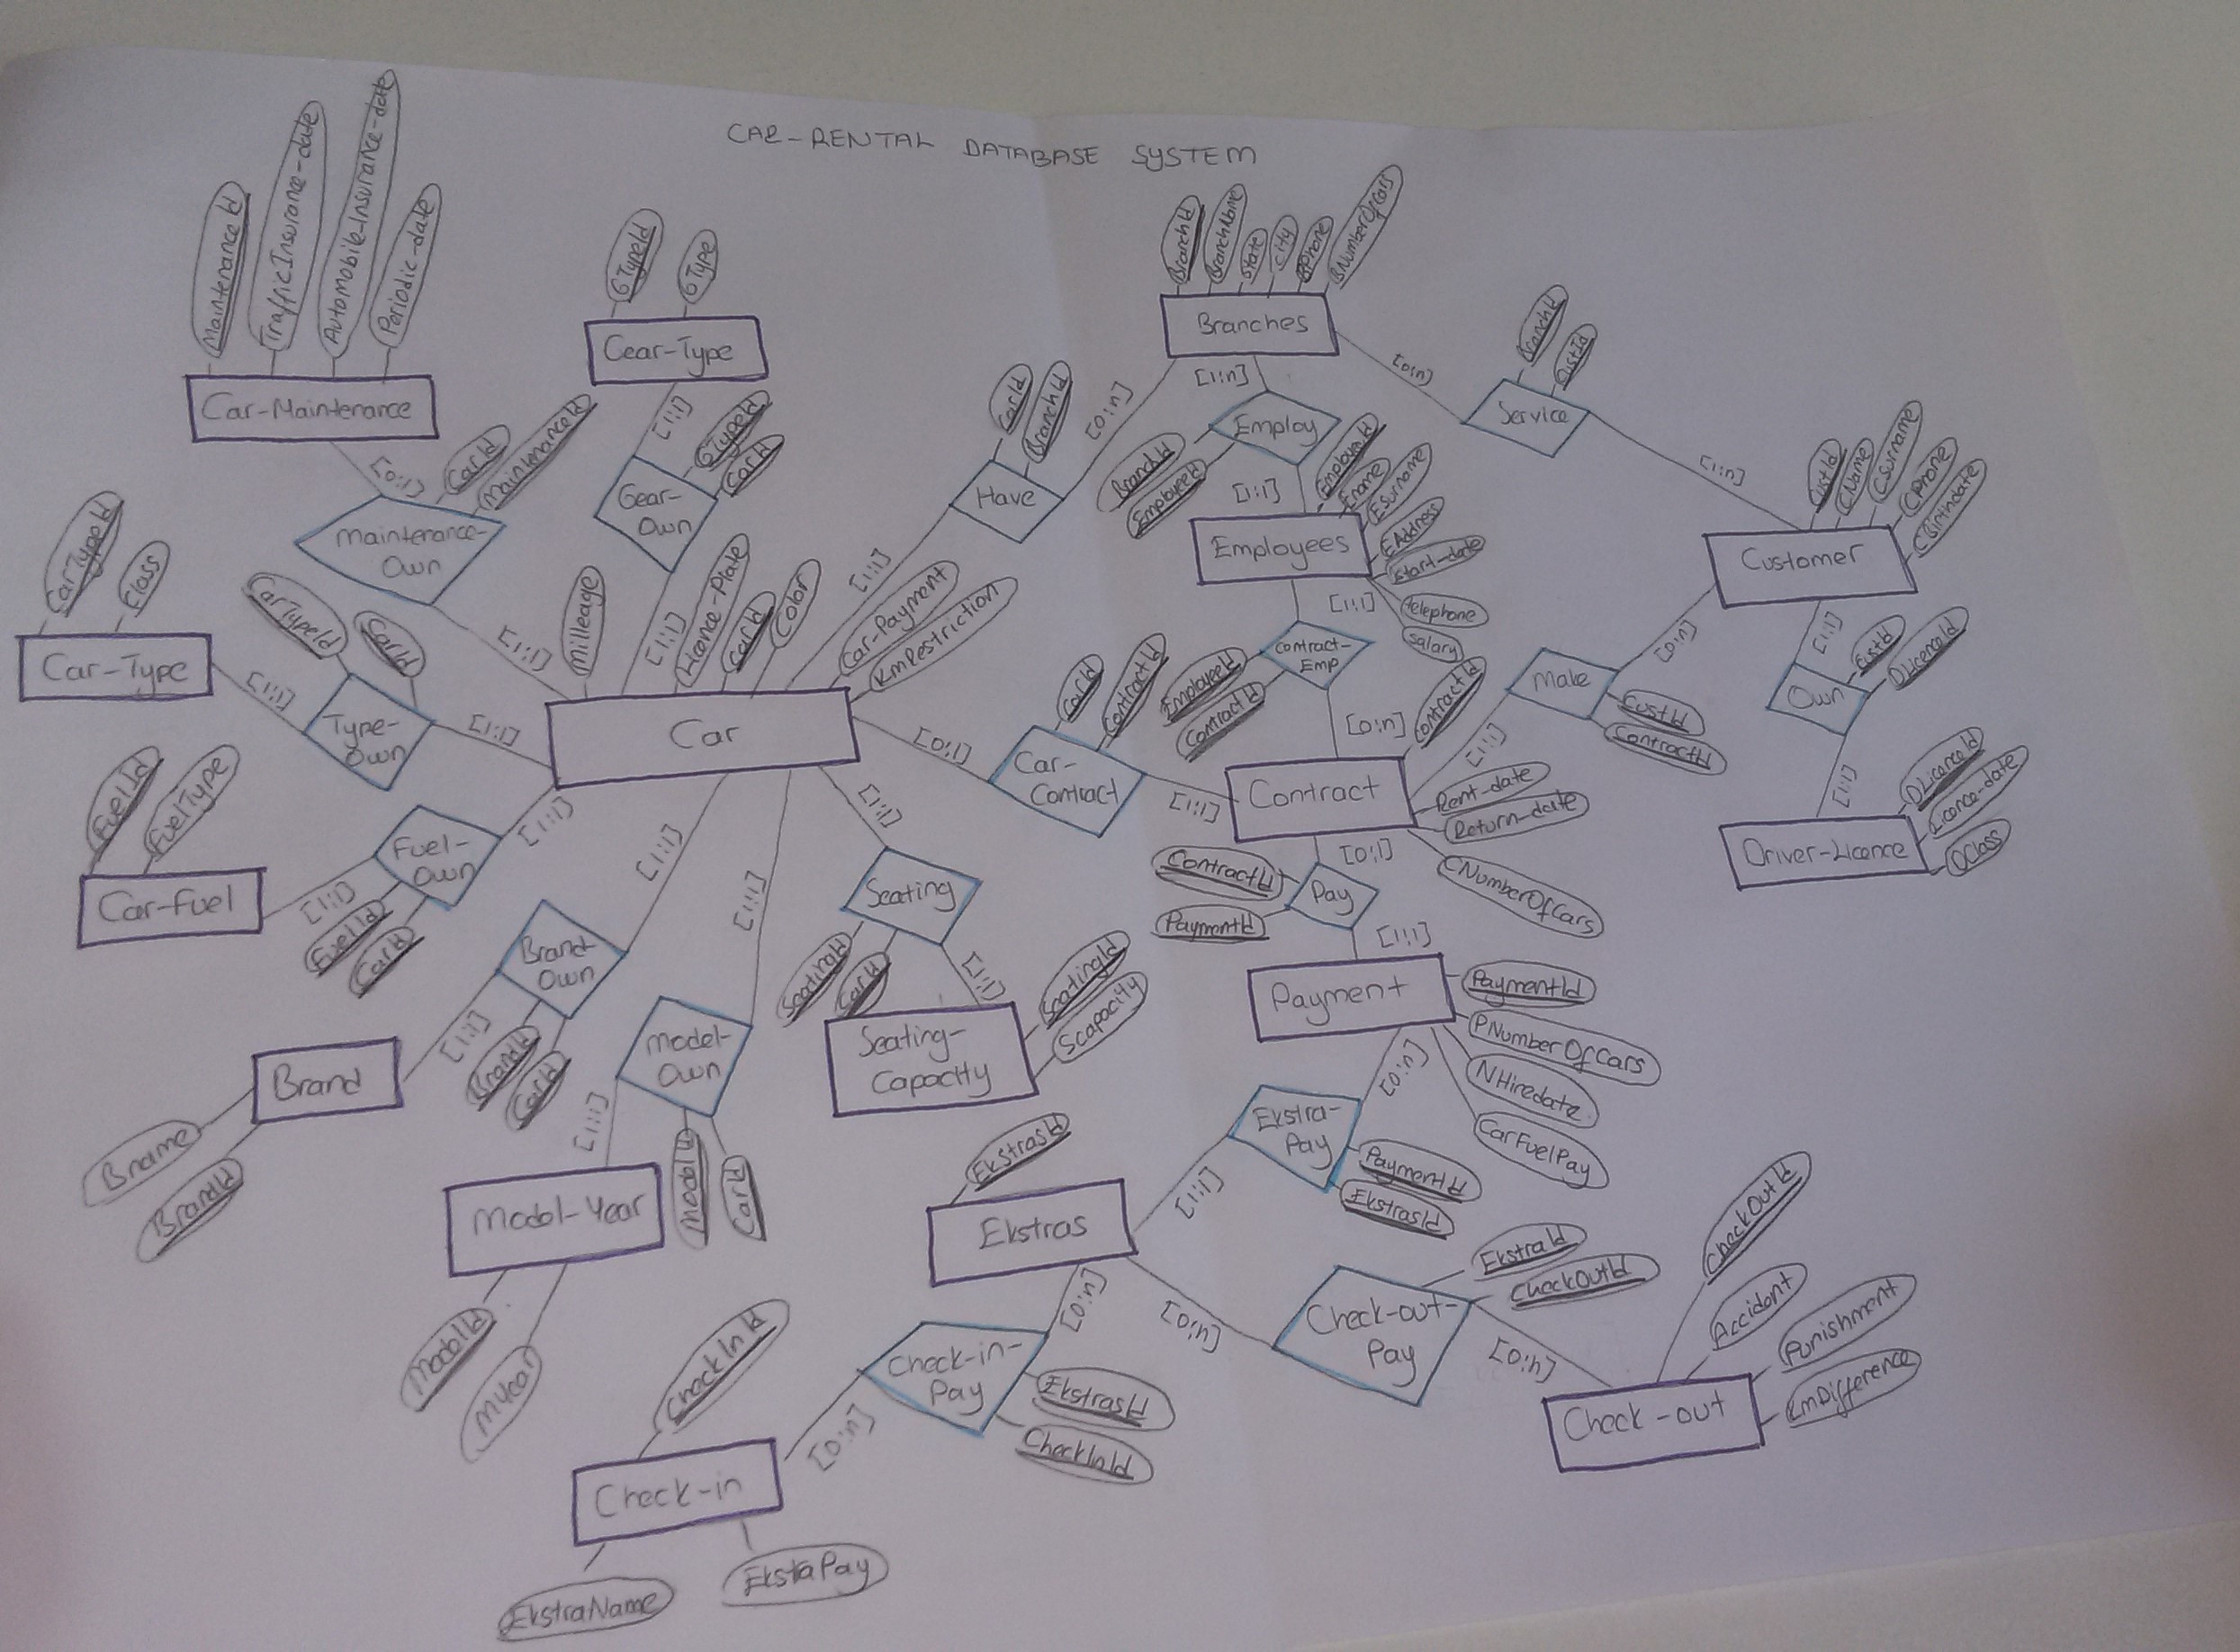 CAR-RENTAL DATABASE SYSTEM
MaintenanceId
TrafficInsurance-date
Automobile-Insurance-date
Periodic-date
Car-Maintenance
[0:1]
CarId
MaintenanceId
Maintenance-
Own
[1:1]
GTypeId
GType
Gear-Type
[1:1]
GTypeId
CarId
Gear-
Own
[1:1]
BranchId
BranchName
State
City
BPhone
BNumberOfCars
Branches
[0:n]
CarId
BranchId
Have
[1:1]
[1:n]
Employ
BranchId
EmployeeId
[1:1]
[0:n]
BranchId
CustId
Service
[1:n]
EmployeeId
Ename
ESurname
EAddress
Start-date
telephone
salary
Employees
[1:1]
Contract-
Emp
EmployeeId
ContractId
[0:n]
CustId
CName
CSurname
CPhone
CBirthdate
Customer
[0:n]
Make
CustId
ContractId
[1:1]
[1:1]
CustId
DLicenceId
Own
[1:1]
DLicenceId
Licence-date
DClass
Driver-Licence
CarTypeId
Class
Car-Type
[1:1]
CarTypeId
CarId
Type-
Own
[1:1]
Milleage
Licence-Plate
CarId
Color
Car-Payment
KmRestriction
Car
[0:1]
CarId
ContractId
Car-
Contract
[1:1]
ContractId
Rent-date
Return-date
CNumberOfCars
Contract
[0:1]
ContractId
PaymentId
Pay
[1:1]
FuelId
FuelType
Car-Fuel
[1:1]
Fuel-
Own
FuelId
CarId
[1:1]
[1:1]
Brand
Own
BrandId
CarId
[1:1]
Brand
Bname
BrandId
[1:1]
Model-
Own
ModelId
CarId
[1:1]
Model-Year
ModelId
MYear
[1:1]
Seating
SeatingId
CarId
[1:1]
SeatingId
Scapacity
Seating-
Capacity
Payment
PaymentId
PNumberOfCars
NHiredate
CarFuelPay
[0:n]
Ekstra-
Pay
PaymentId
EkstrasId
[1:1]
EkstrasId
Ekstras
[0:n]
Check-in-
Pay
EkstrasId
CheckInId
[0:n]
CheckInId
Check-in
EkstraName
EkstraPay
[0:n]
Check-out-
Pay
EkstraId
CheckOutId
[0:n]
CheckOutId
Accident
Punishment
KmDifference
Check-out